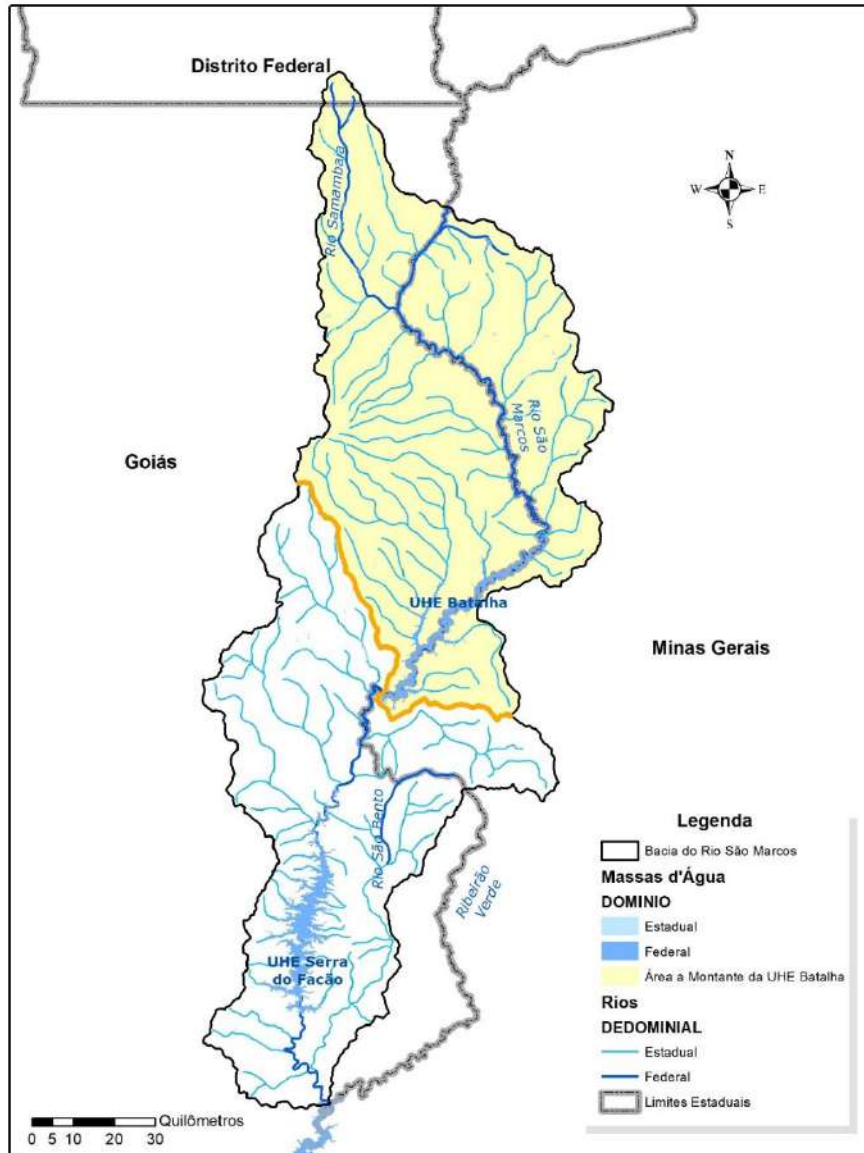 Distrito Federal
N
W E
S
Rio Samambaia
Rio São
Marcos
Goiás
UHE Batalha
Minas Gerais
Rio São Bento
Ribeirão
Verde
UHE Serra
do Facão
Legenda
Bacia do Rio São Marcos
Massas d'Água
DOMINIO
Estadual
Federal
Área a Montante da UHE Batalha
Rios
DEDOMINIAL
Estadual
Federal
Limites Estaduais
Quilômetros
0 5 10 20 30